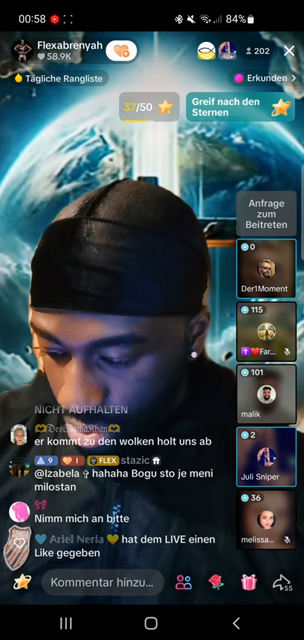 00:58
84%
Flexabrenyah
58.9K
202
Tägliche Rangliste
Erkunden >
37/50
Greif nach den
Sternen
Anfrage
zum
Beitreten
0
Der1Moment
115
Far...
101
malik
2
Juli Sniper
36
melissa...
NICHT AUFHALTEN
er kommt zu den wolken holt uns ab
9 1 FLEX stazic
@Izabela hahaha Bogu sto je meni
milostan
Nimm mich an bitte
Ariel Neria hat dem LIVE einen
Like gegeben
Kommentar hinzu...
55